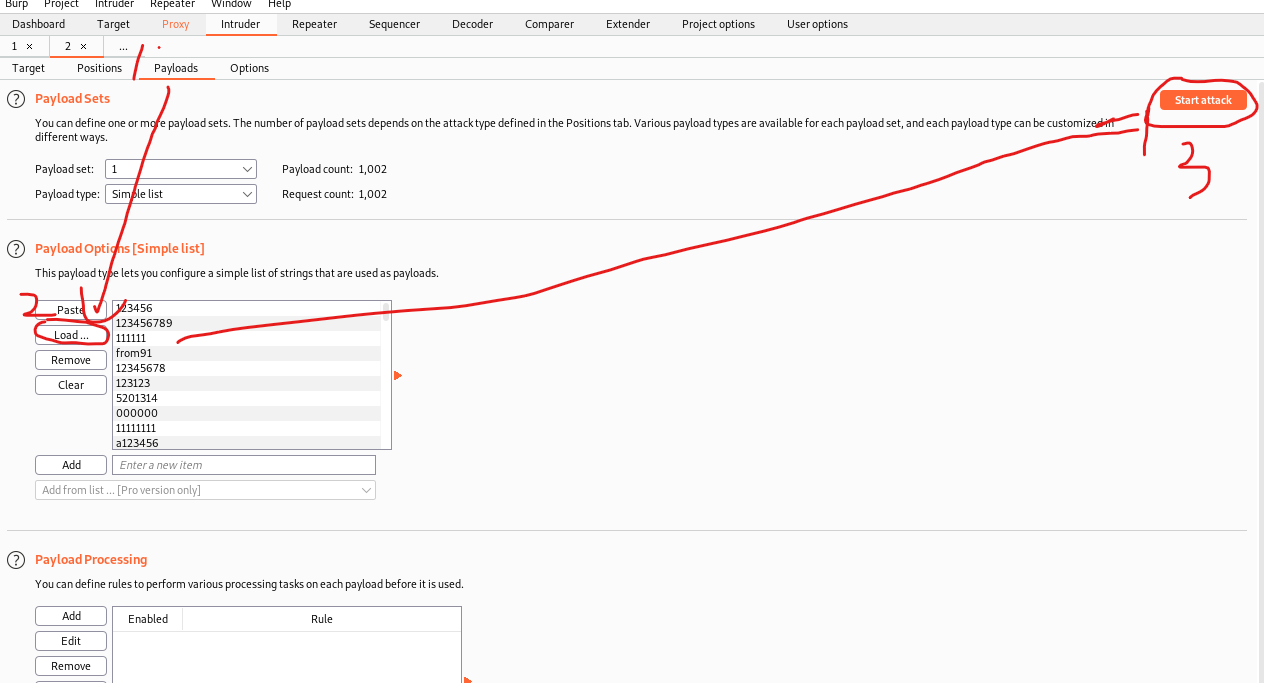 Burp Project Intruder Repeater Window Help
Dashboard Target Proxy Intruder Repeater Sequencer Decoder Comparer Extender Project options User options
1 × 2 × ...
Target Positions Payloads Options
1
? Payload Sets
Start attack
You can define one or more payload sets. The number of payload sets depends on the attack type defined in the Positions tab. Various payload types are available for each payload set, and each payload type can be customized in
different ways.
3
Payload set: 1 Payload count: 1,002
Payload type: Simple list Request count: 1,002
? Payload Options [Simple list]
This payload type lets you configure a simple list of strings that are used as payloads.
2
Paste
Load ...
Remove
Clear
123456
123456789
111111
from91
12345678
123123
5201314
000000
11111111
a123456
Add Enter a new item
Add from list ... [Pro version only]
? Payload Processing
You can define rules to perform various processing tasks on each payload before it is used.
Add
Edit
Remove
Enabled Rule